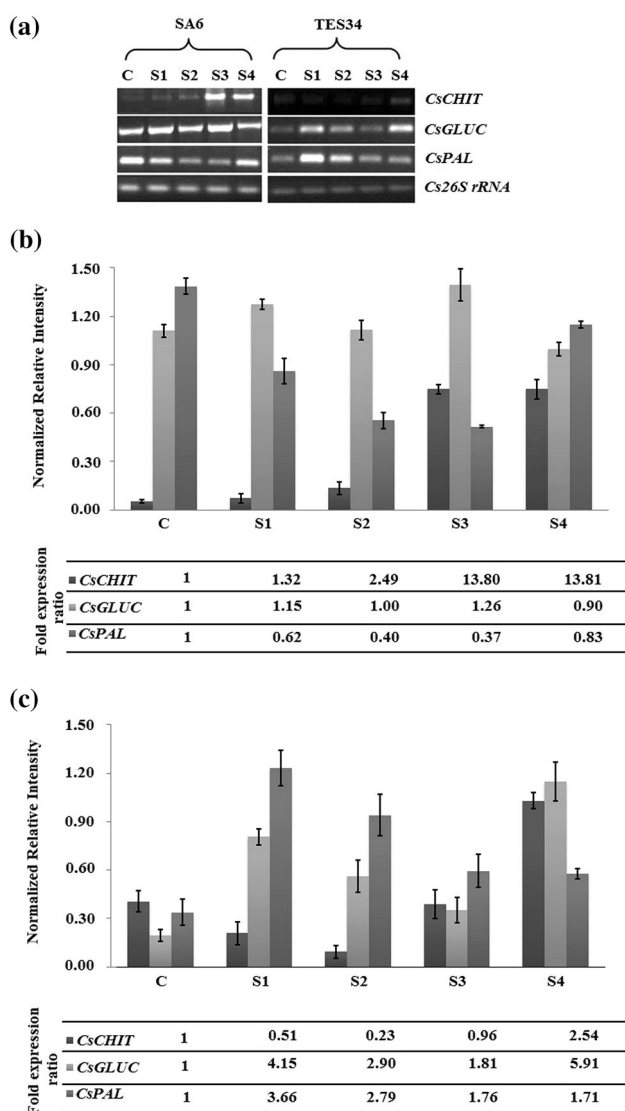 (a)
SA6 TES34
C S1 S2 S3 S4 C S1 S2 S3 S4
CsCHIT
CsGLUC
CsPAL
Cs26S rRNA
(b)
Normalized Relative Intensity
1.50
1.20
0.90
0.60
0.30
0.00
C S1 S2 S3 S4
Fold expression
ratio
CsCHIT 1 1.32 2.49 13.80 13.81
CsGLUC 1 1.15 1.00 1.26 0.90
CsPAL 1 0.62 0.40 0.37 0.83
(c)
Normalized Relative Intensity
1.50
1.20
0.90
0.60
0.30
0.00
C S1 S2 S3 S4
Fold expression
ratio
CsCHIT 1 0.51 0.23 0.96 2.54
CsGLUC 1 4.15 2.90 1.81 5.91
CsPAL 1 3.66 2.79 1.76 1.71